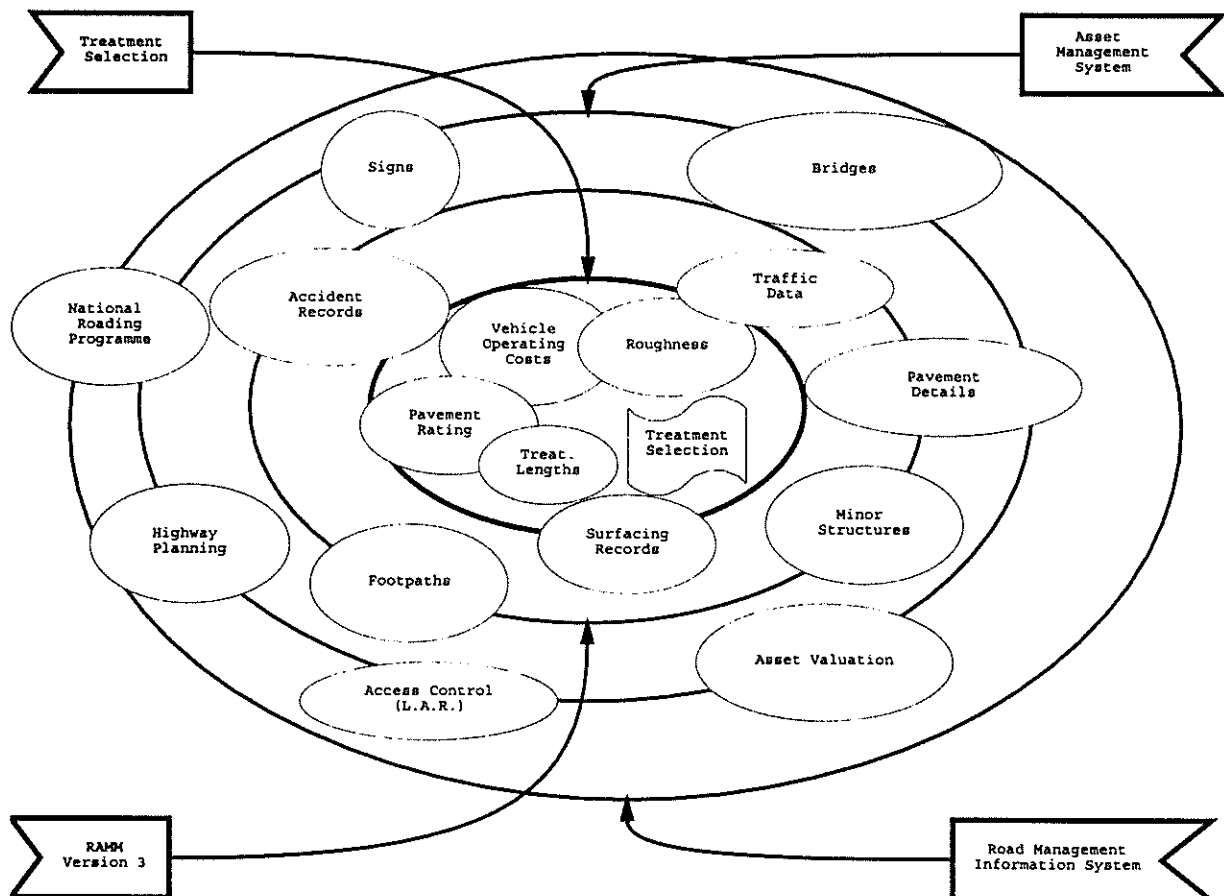 Treatment
Selection
Asset
Management
System
Signs
Bridges
National
Roading
Programme
Accident
Records
Traffic
Data
Vehicle
Operating
Costs
Roughness
Pavement
Details
Pavement
Rating
Treat.
Lengths
Treatment
Selection
Highway
Planning
Footpaths
Surfacing
Records
Minor
Structures
Access Control
(L.A.R.)
Asset Valuation
RAMM
Version 3
Road Management
Information System